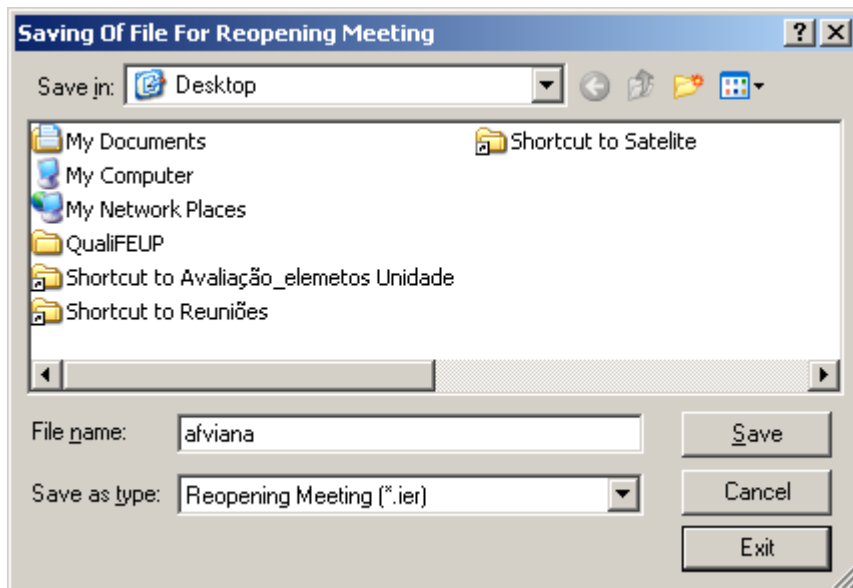 Saving Of File For Reopening Meeting
Save in: Desktop
My Documents
My Computer
My Network Places
QualiFEUP
Shortcut to Avaliação_elemetos Unidade
Shortcut to Reuniões
Shortcut to Satelite
File name: afviana Save
Save as type: Reopening Meeting (*.ier) Cancel
Exit